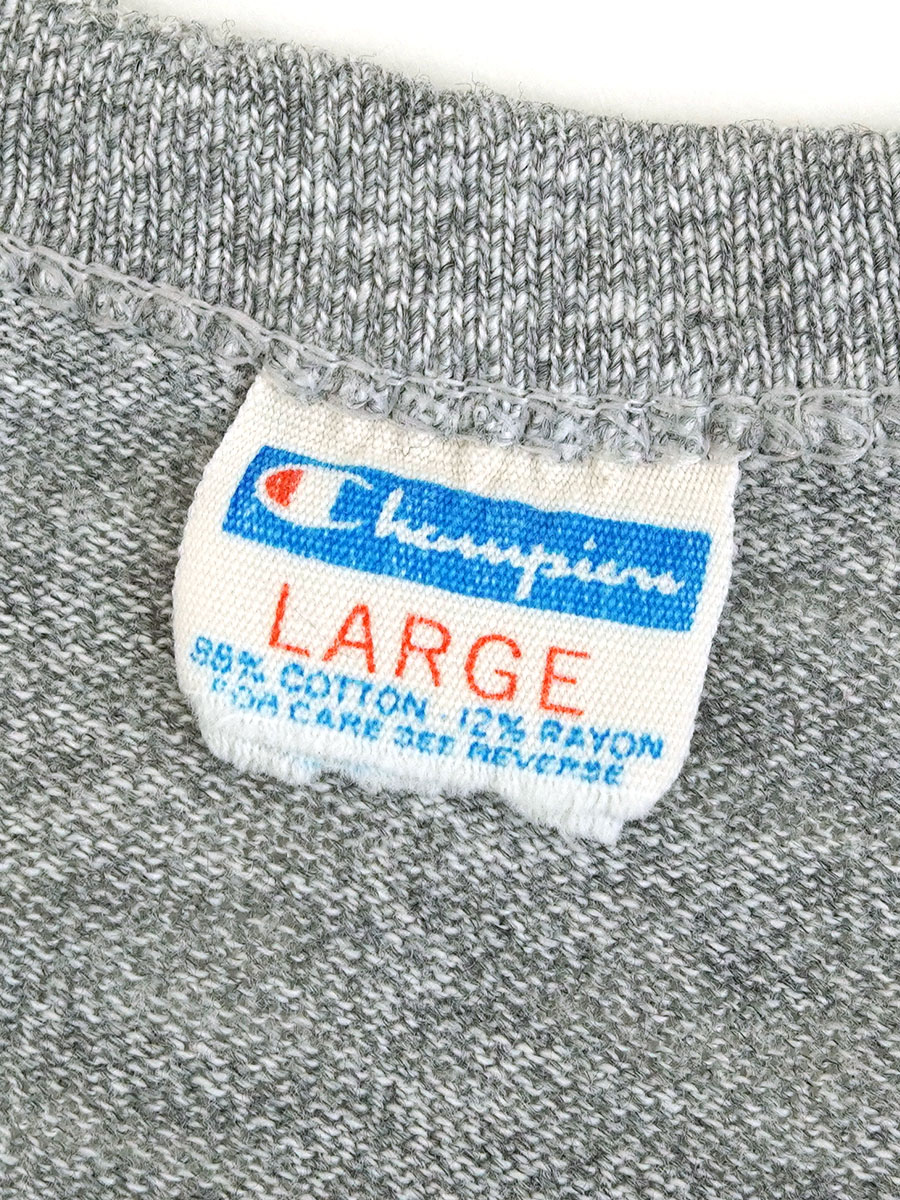 Champion
LARGE
88% COTTON - 12% RAYON
FOR CARE SEE REVERSE